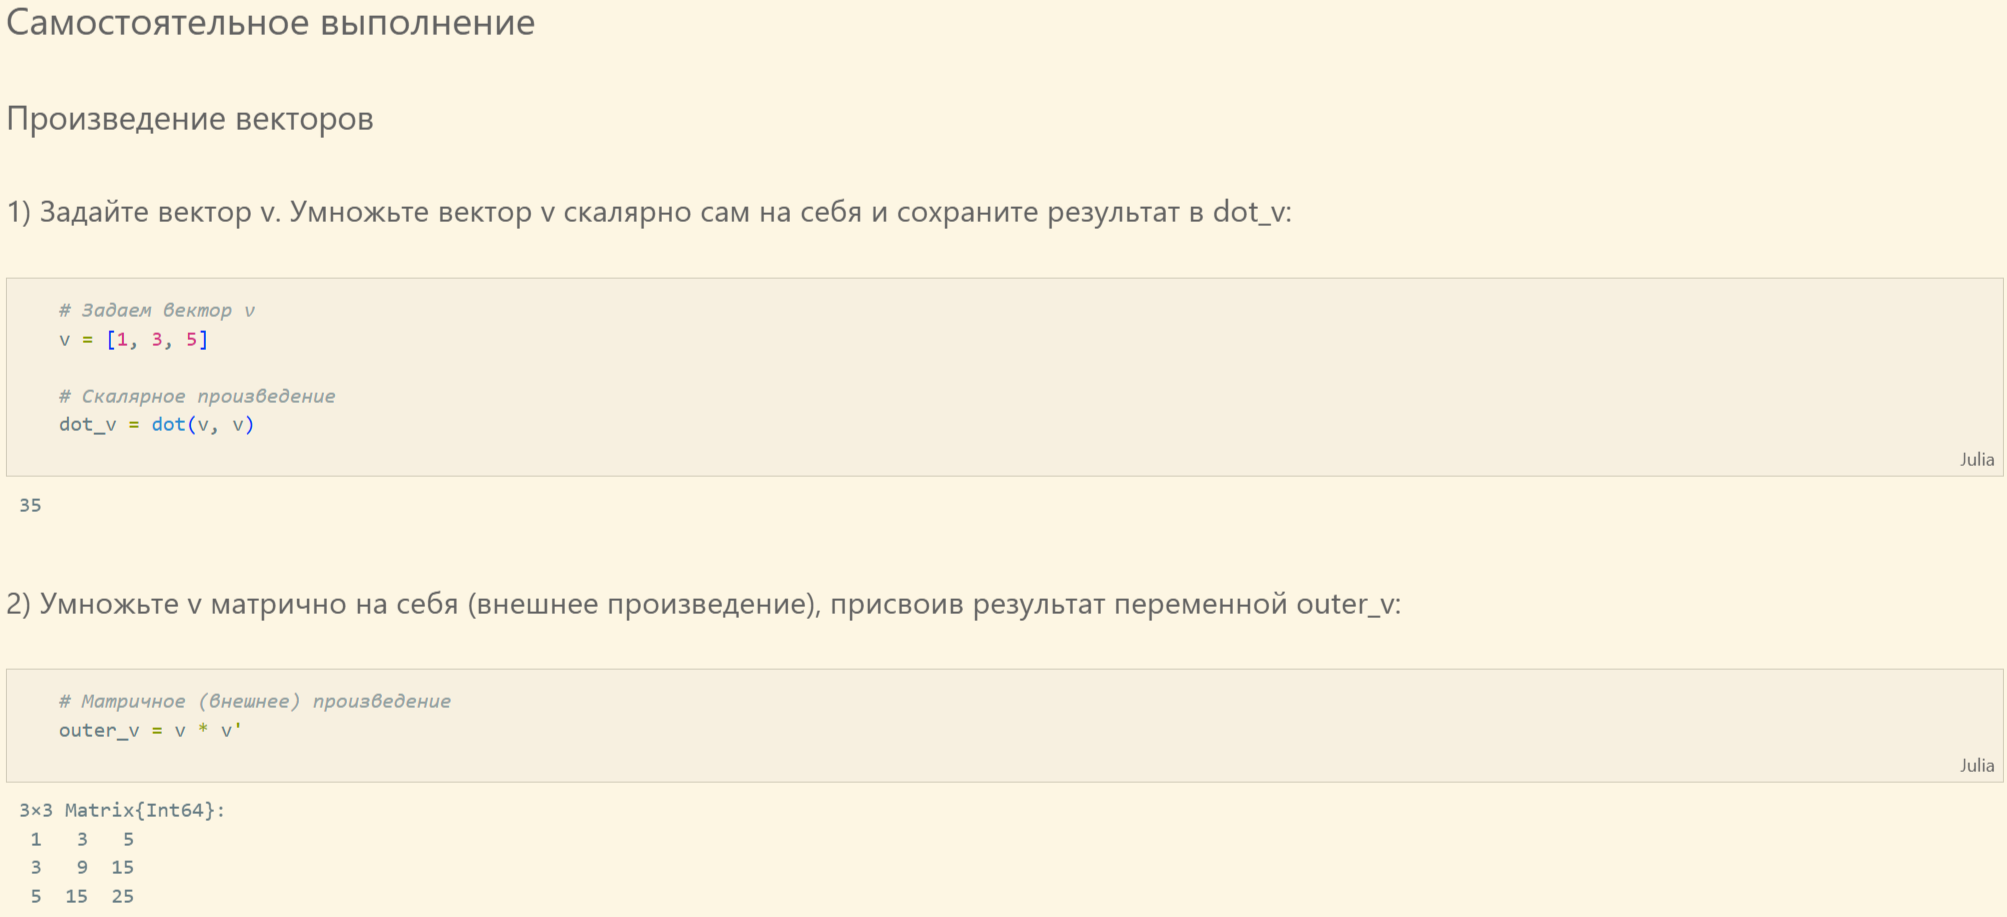 Самостоятельное выполнение
Произведение векторов
1) Задайте вектор v. Умножьте вектор v скалярно сам на себя и сохраните результат в dot_v:
# Задаем вектор v
v = [1, 3, 5]
# Скалярное произведение
dot_v = dot(v, v)
Julia
35
2) Умножьте v матрично на себя (внешнее произведение), присвоив результат переменной outer_v:
# Матричное (внешнее) произведение
outer_v = v * v'
Julia
3×3 Matrix{Int64}:
1 3 5
3 9 15
5 15 25